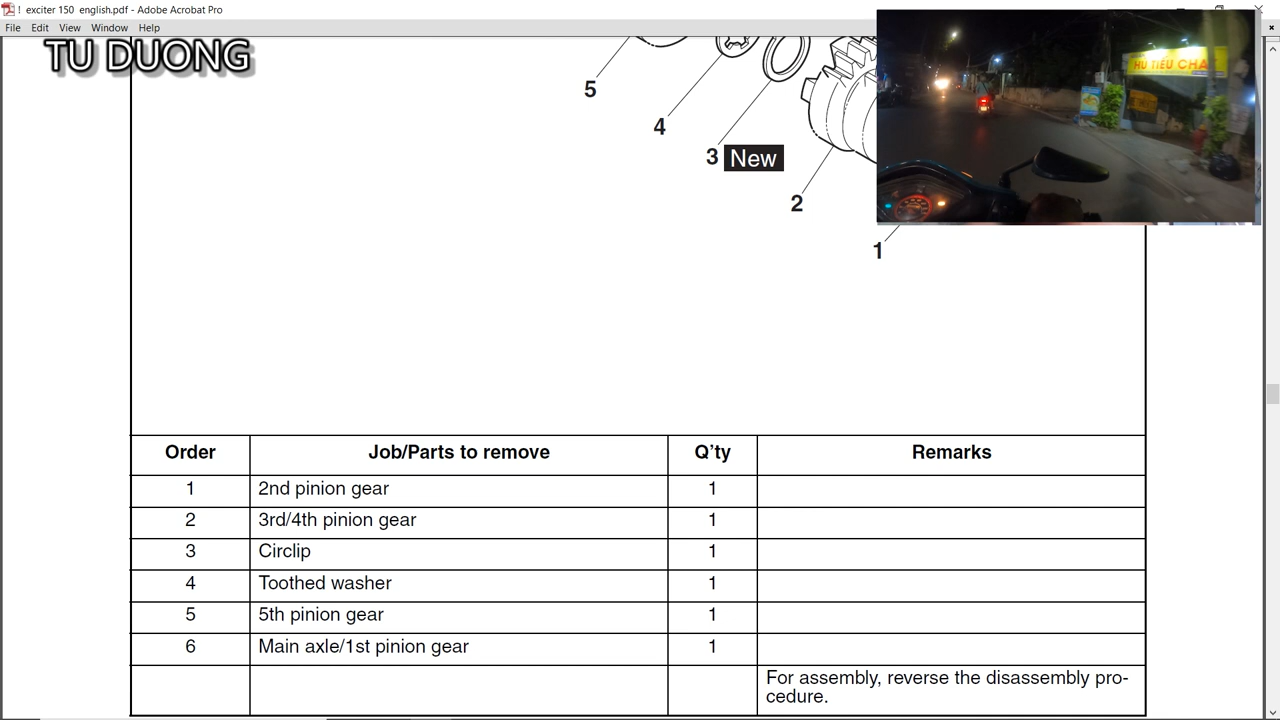 ! exciter 150 english.pdf - Adobe Acrobat Pro
File Edit View Window Help
TU DUONG
HU TIẾU CHA
5
4
3 New
2
1
Order Job/Parts to remove Q'ty Remarks
1 2nd pinion gear 1
2 3rd/4th pinion gear 1
3 Circlip 1
4 Toothed washer 1
5 5th pinion gear 1
6 Main axle/1st pinion gear 1
For assembly, reverse the disassembly pro-
cedure.